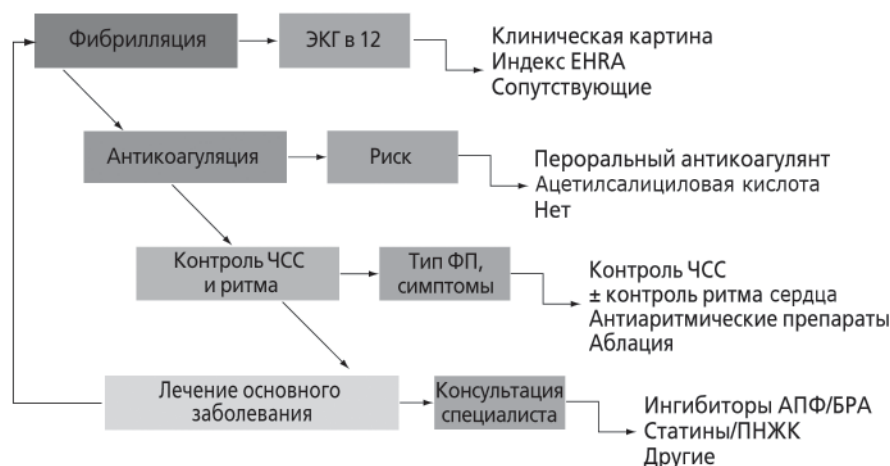 Фибрилляция
ЭКГ в 12
Клиническая картина
Индекс EHRA
Сопутствующие
Антикоагуляция
Риск
Пероральный антикоагулянт
Ацетилсалициловая кислота
Нет
Контроль ЧСС
и ритма
Тип ФП,
симптомы
Контроль ЧСС
± контроль ритма сердца
Антиаритмические препараты
Аблация
Лечение основного
заболевания
Консультация
специалиста
Ингибиторы АПФ/БРА
Статины/ПНЖК
Другие